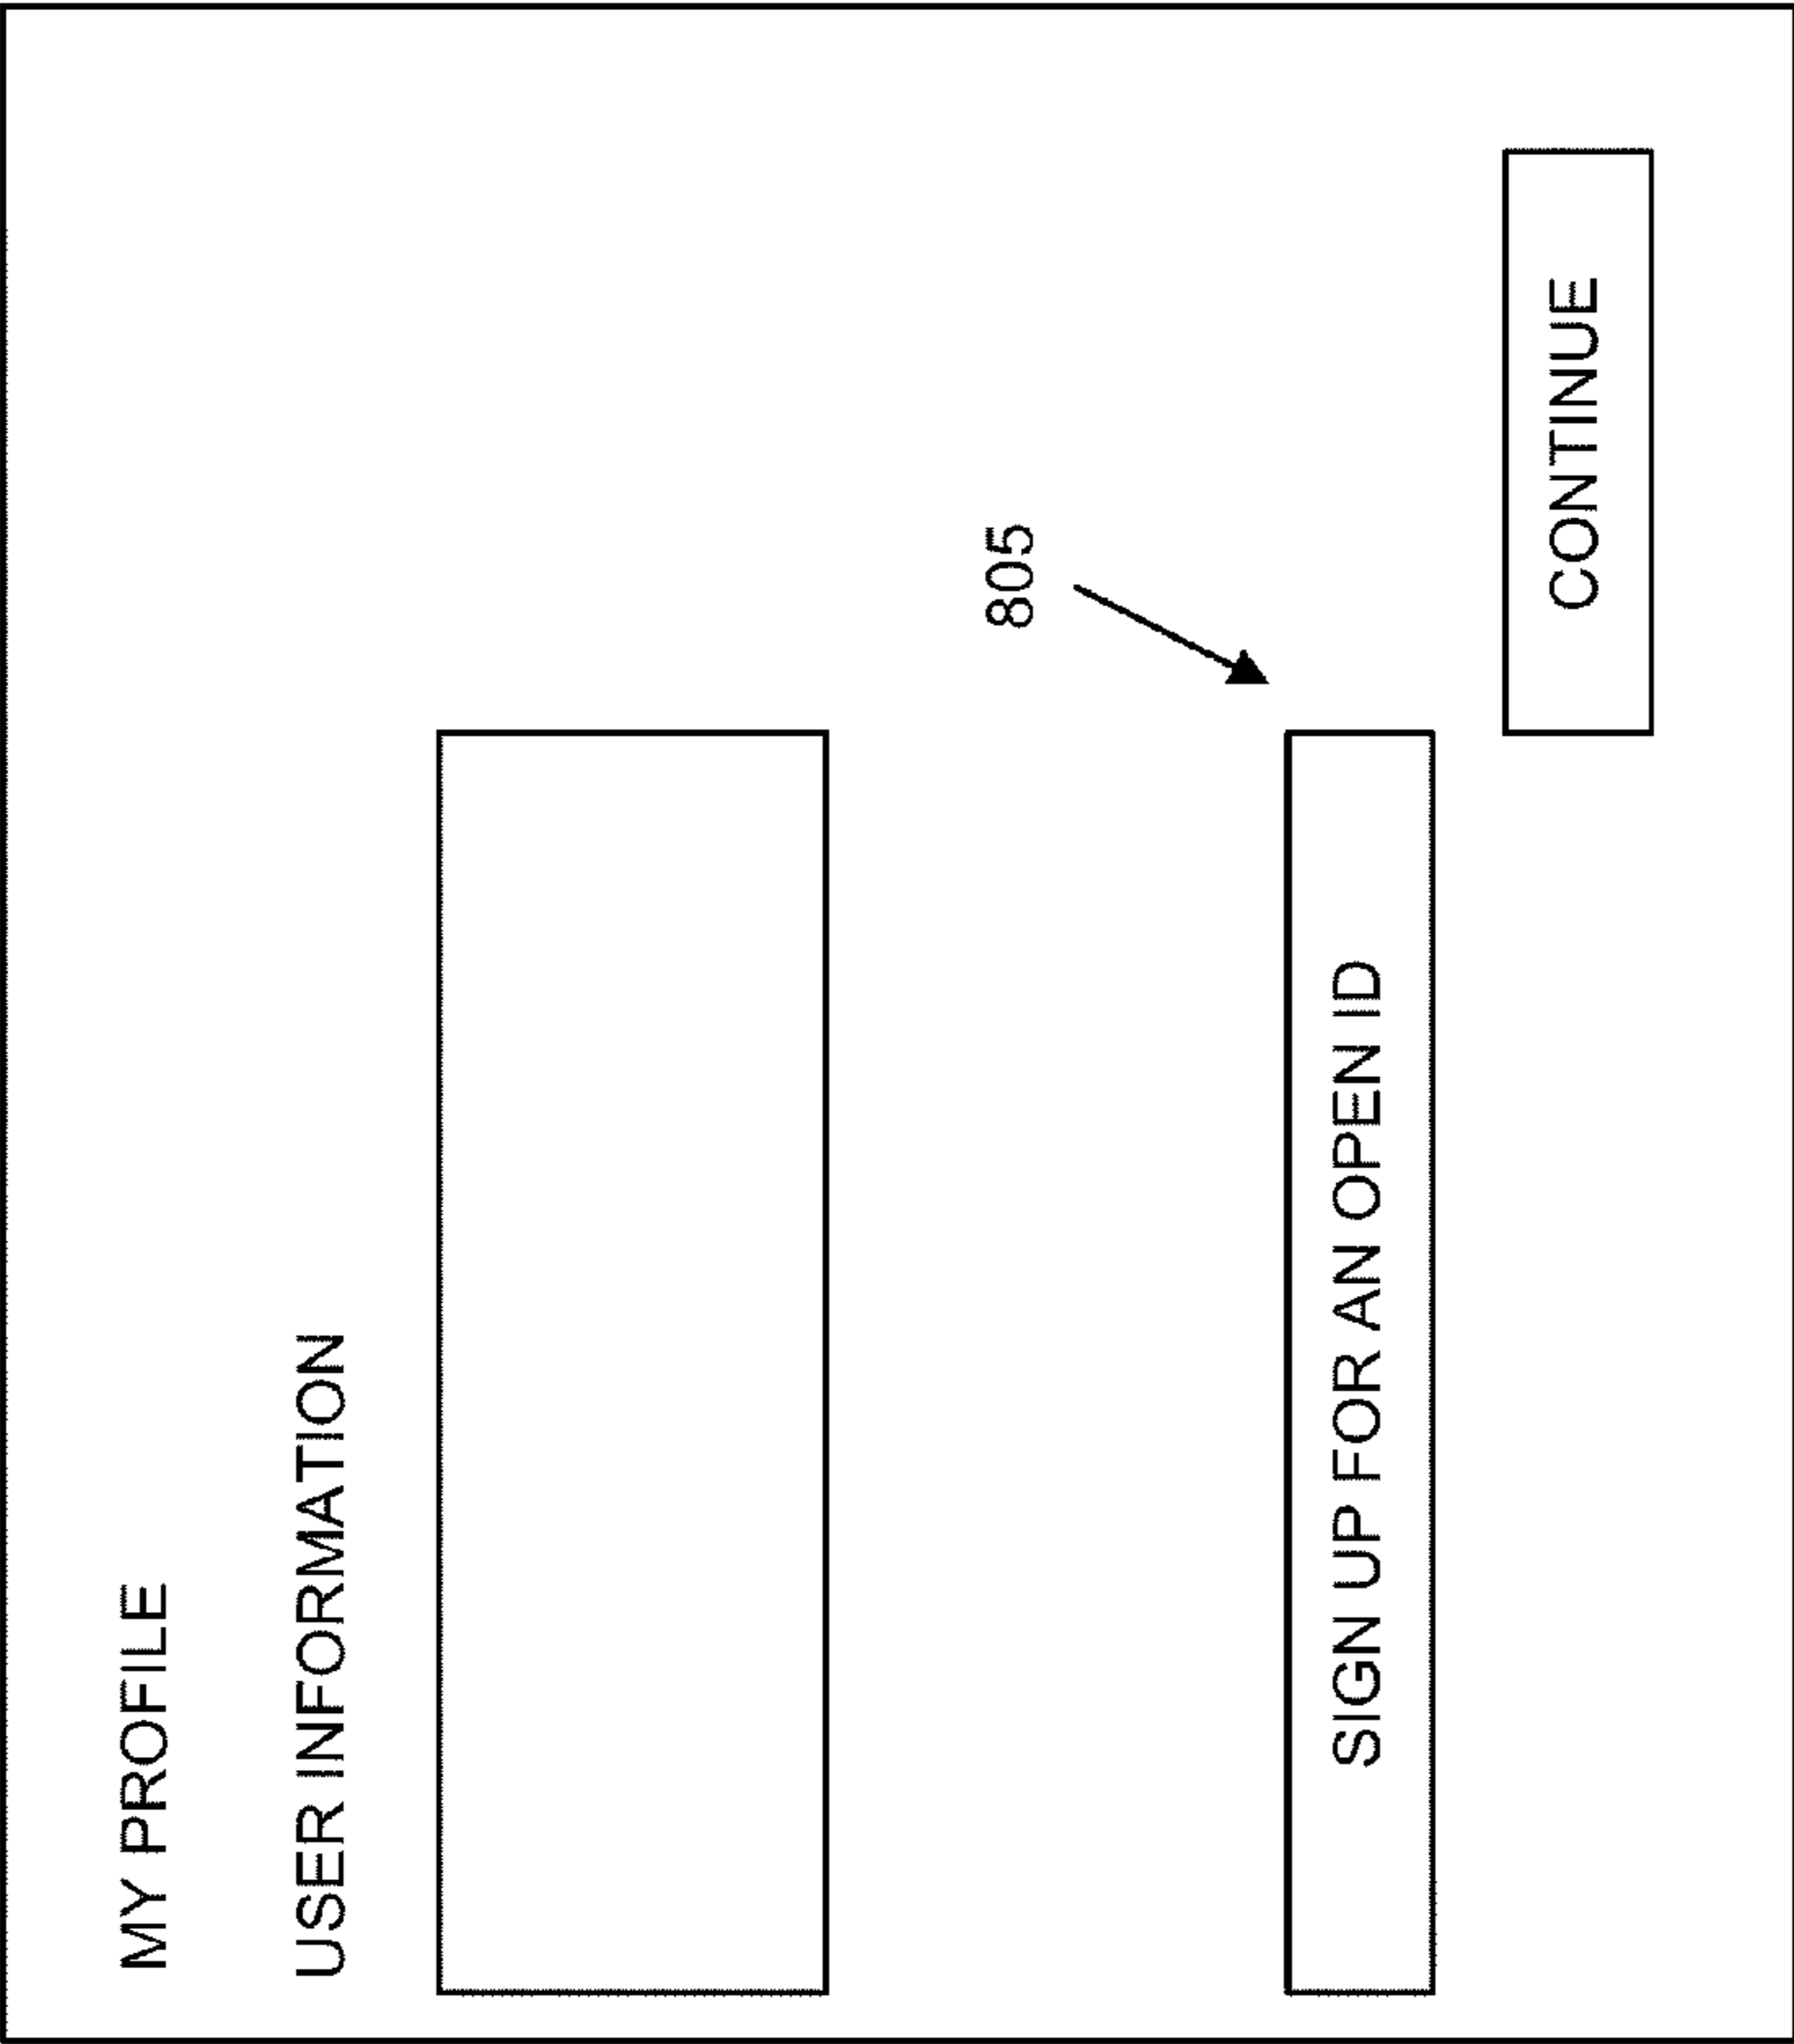 MY PROFILE
USER INFORMATION
805
SIGN UP FOR AN OPEN ID
CONTINUE